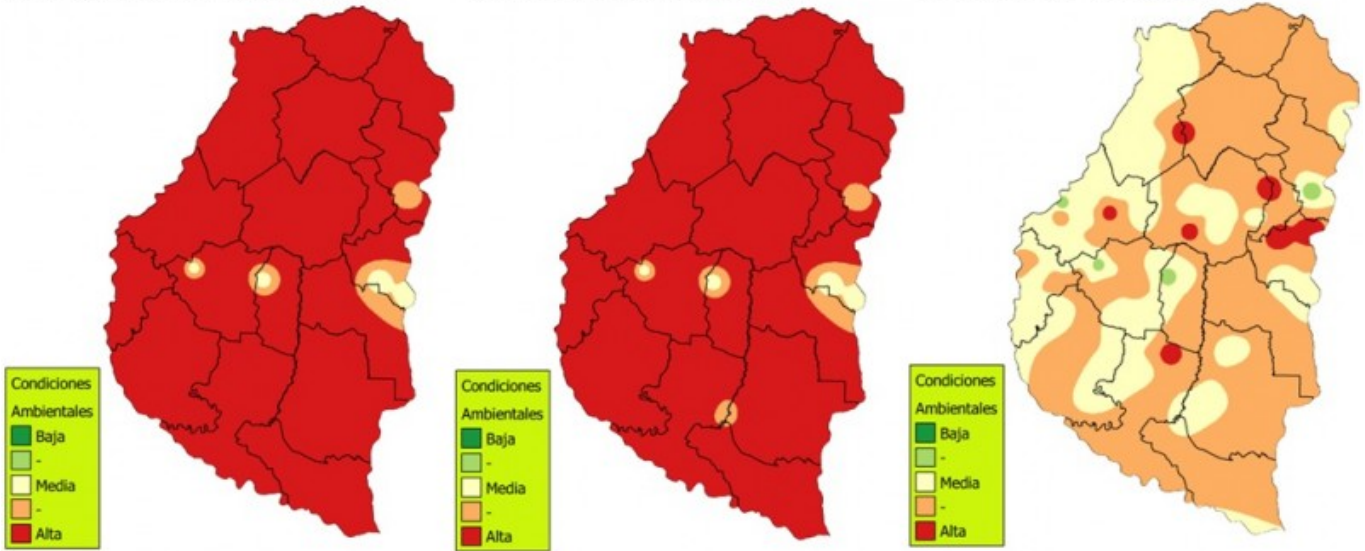 Condiciones
Ambientales
Baja
-
Media
-
Alta
Condiciones
Ambientales
Baja
-
Media
-
Alta
Condiciones
Ambientales
Baja
-
Media
-
Alta